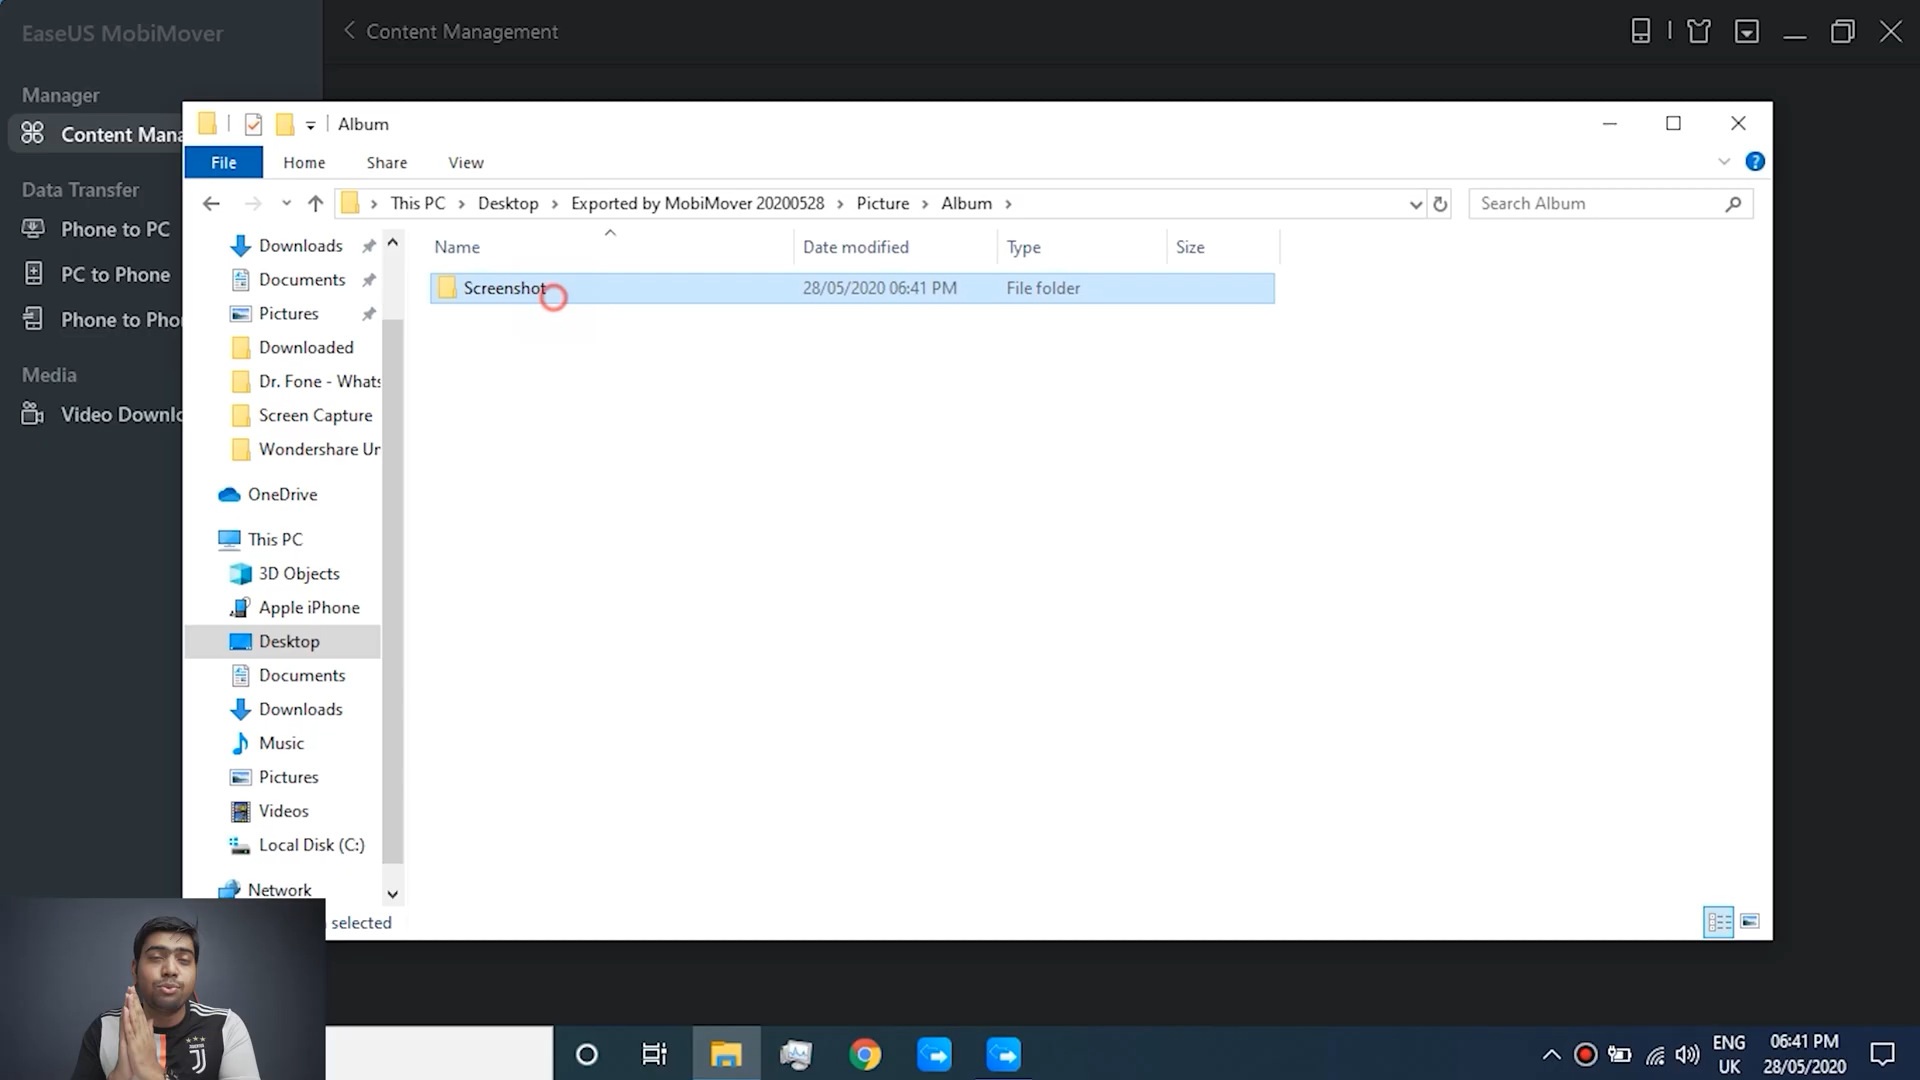 EaseUS MobiMover
Content Management
Manager
Content Mana
Data Transfer
Phone to PC
PC to Phone
Phone to Pho
Media
Video Downlo
Album
File Home Share View
This PC Desktop Exported by MobiMover 20200528 Picture Album
Search Album
Name Date modified Type Size
Screenshot 28/05/2020 06:41 PM File folder
Downloads
Documents
Pictures
Downloaded
Dr. Fone - Whats
Screen Capture
Wondershare Un
OneDrive
This PC
3D Objects
Apple iPhone
Desktop
Documents
Downloads
Music
Pictures
Videos
Local Disk (C:)
Network
selected
ENG
UK
06:41 PM
28/05/2020